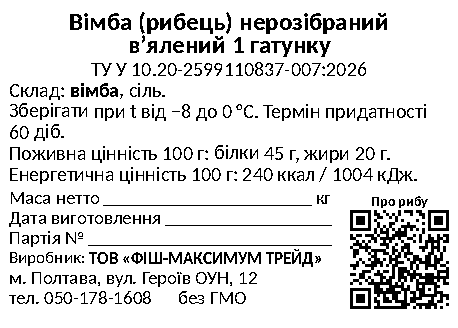 Вімба (рибець) нерозібраний
в’ялений 1 гатунку
ТУ У 10.20-2599110837-007:2026
Склад: вімба, сіль.
Зберігати при t від −8 до 0 °С. Термін придатності
60 діб.
Поживна цінність 100 г: білки 45 г, жири 20 г.
Енергетична цінність 100 г: 240 ккал / 1004 кДж.
Маса нетто ______________________ кг
Дата виготовлення _________________
Партія № _________________________
Про рибу
Виробник: ТОВ «ФІШ-МАКСИМУМ ТРЕЙД»
м. Полтава, вул. Героїв ОУН, 12
тел. 050-178-1608 без ГМО